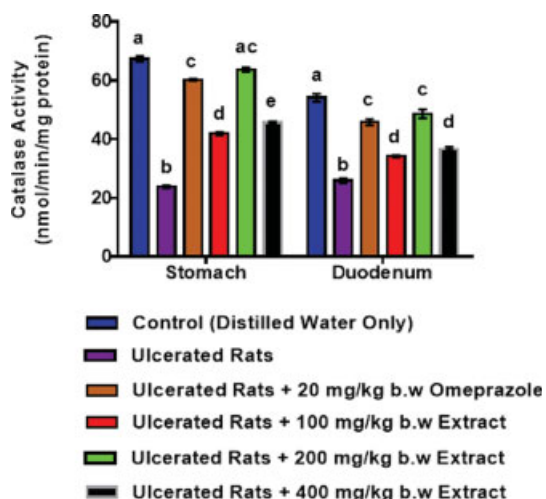 Catalase Activity
(nmol/min/mg protein)
80
60
40
20
0
a
b
c
d
ac
e
a
b
c
d
c
d
Stomach
Duodenum
Control (Distilled Water Only)
Ulcerated Rats
Ulcerated Rats + 20 mg/kg b.w Omeprazole
Ulcerated Rats + 100 mg/kg b.w Extract
Ulcerated Rats + 200 mg/kg b.w Extract
Ulcerated Rats + 400 mg/kg b.w Extract